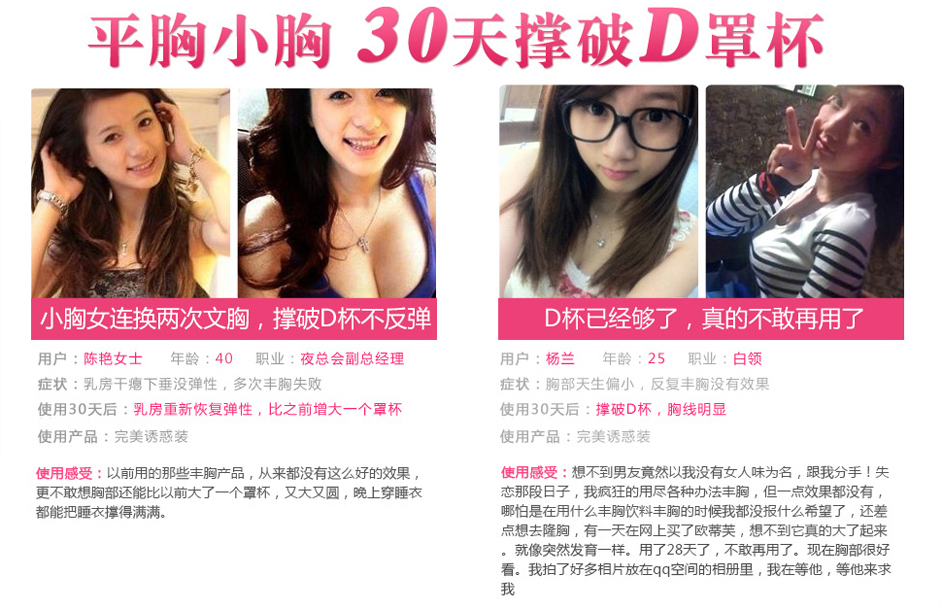 平胸小胸 30天撑破D罩杯
小胸女连换两次文胸，撑破D杯不反弹
用户：陈艳女士 年龄：40 职业：夜总会副总经理
症状：乳房干瘪下垂没弹性，多次丰胸失败
使用30天后：乳房重新恢复弹性，比之前增大一个罩杯
使用产品：完美诱惑装
使用感受：以前用的那些丰胸产品，从来都没有这么好的效果，
更不敢想胸部还能比以前大了一个罩杯，又大又圆，晚上穿睡衣
都能把睡衣撑得满满。
D杯已经够了，真的不敢再用了
用户：杨兰 年龄：25 职业：白领
症状：胸部天生偏小，反复丰胸没有效果
使用30天后：撑破D杯，胸线明显
使用产品：完美诱惑装
使用感受：想不到男友竟然以我没有女人味为名，跟我分手！失
恋那段日子，我疯狂的用尽各种办法丰胸，但一点效果都没有，
哪怕是在用什么丰胸饮料丰胸的时候我都没报什么希望了，还差
点想去隆胸，有一天在网上买了欧蒂芙，想不到它真的大了起来
。就像突然发育一样。用了28天了，不敢再用了。现在胸部很好
看。我拍了好多相片放在qq空间的相册里，我在等他，等他来求
我